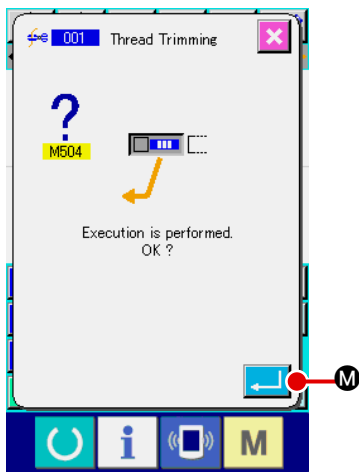 001 Thread Trimming
?
M504
Execution is performed.
OK ?
M
i
M